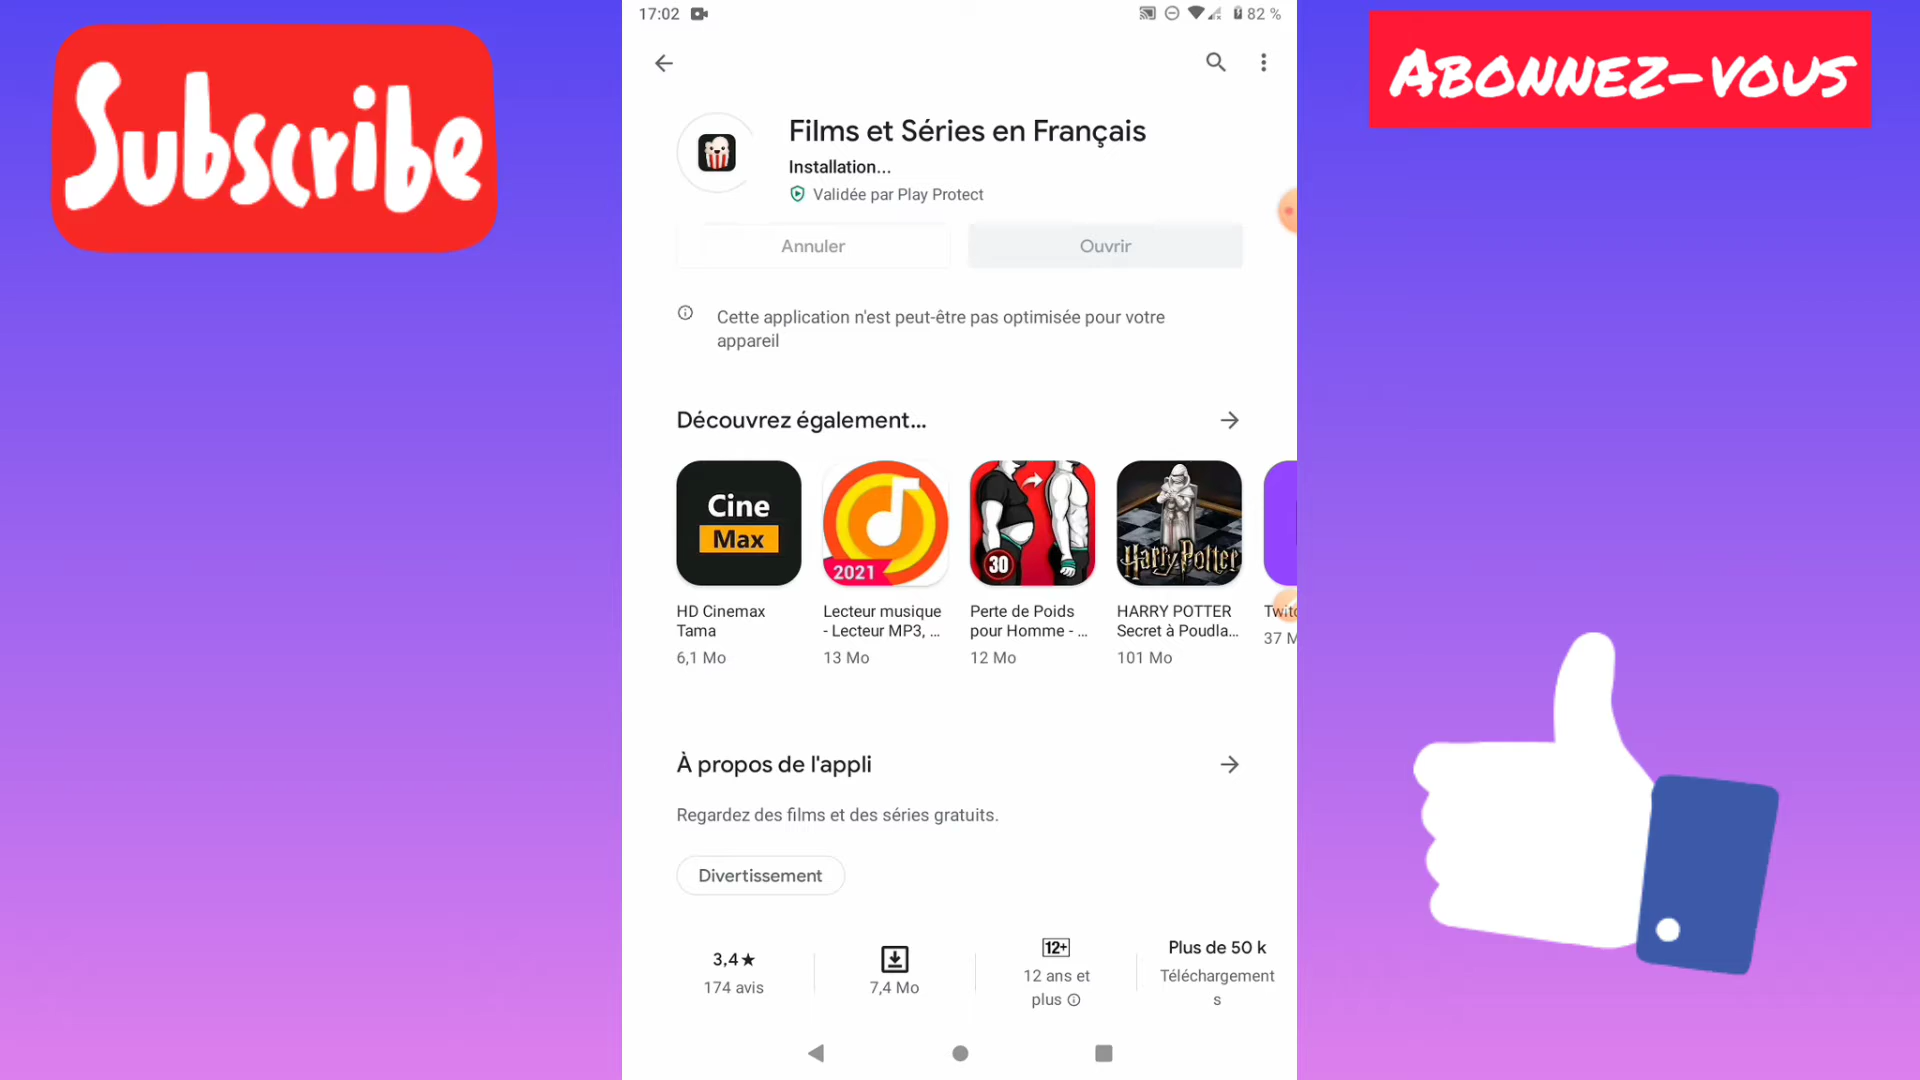 Subscribe
ABONNEZ-VOUS
17:02
82 %
Films et Séries en Français
Installation...
Validée par Play Protect
Annuler
Ouvrir
Cette application n'est peut-être pas optimisée pour votre
appareil
Découvrez également...
Cine
Max
2021
30
Harry Potter
HD Cinemax
Tama
6,1 Mo
Lecteur musique
- Lecteur MP3, ...
13 Mo
Perte de Poids
pour Homme - ...
12 Mo
HARRY POTTER
Secret à Poudla...
101 Mo
37 M
À propos de l'appli
Regardez des films et des séries gratuits.
Divertissement
3,4★
174 avis
7,4 Mo
12+
12 ans et
plus
Plus de 50 k
Téléchargement
s